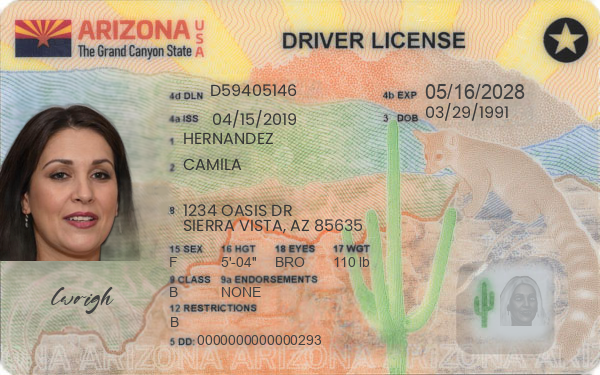 ARIZONA USA
The Grand Canyon State
DRIVER LICENSE
4d DLN D59405146
4b EXP 05/16/2028
4a ISS 04/15/2019
3 DOB 03/29/1991
1 HERNANDEZ
2 CAMILA
8 1234 OASIS DR
SIERRA VISTA, AZ 85635
15 SEX 16 HGT 18 EYES 17 WGT
F 5'-04" BRO 110 lb
9 CLASS 9a ENDORSEMENTS
B NONE
12 RESTRICTIONS
B
5 DD: 0000000000000293
Cwrigh
ARIZONA ARIZONA ARIZONA ARIZONA